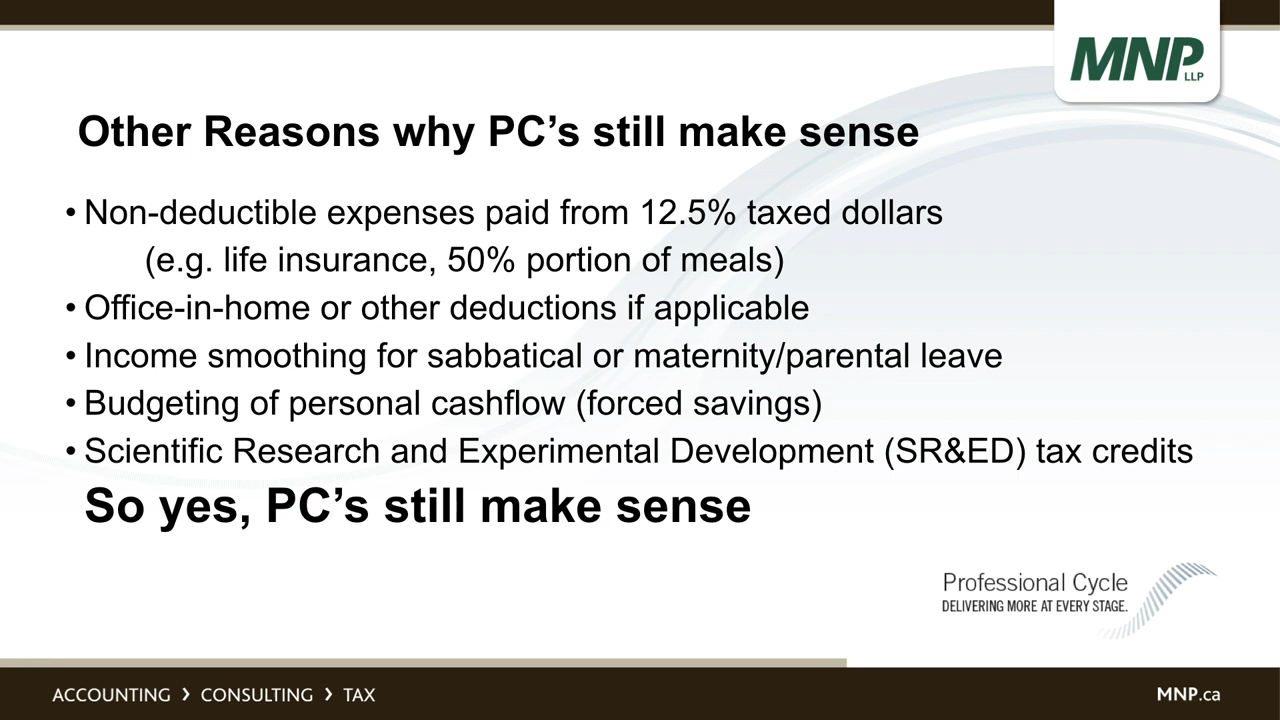 MNP
LLP
Other Reasons why PC’s still make sense
• Non-deductible expenses paid from 12.5% taxed dollars
(e.g. life insurance, 50% portion of meals)
• Office-in-home or other deductions if applicable
• Income smoothing for sabbatical or maternity/parental leave
• Budgeting of personal cashflow (forced savings)
• Scientific Research and Experimental Development (SR&ED) tax credits
So yes, PC’s still make sense
Professional Cycle
DELIVERING MORE AT EVERY STAGE.
ACCOUNTING › CONSULTING › TAX
MNP.ca